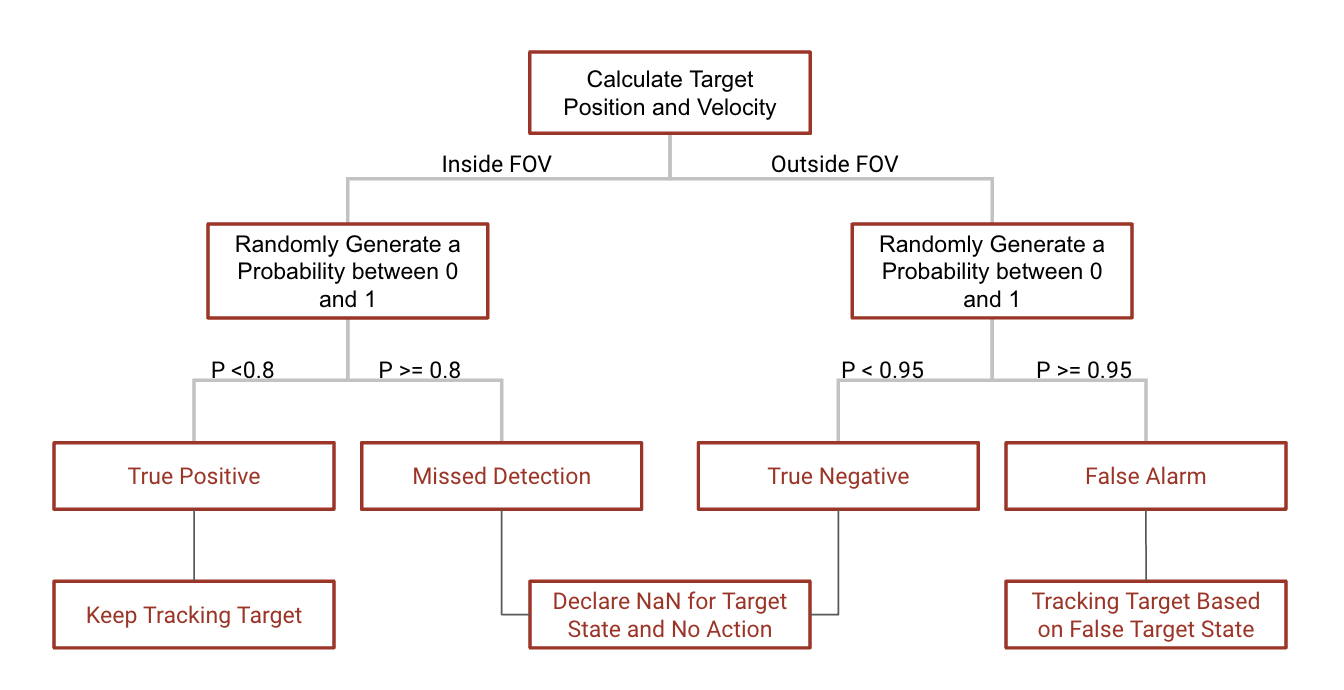 Calculate Target
Position and Velocity
Inside FOV
Outside FOV
Randomly Generate a
Probability between 0
and 1
Randomly Generate a
Probability between 0
and 1
P <0.8
P >= 0.8
P < 0.95
P >= 0.95
True Positive
Missed Detection
True Negative
False Alarm
Keep Tracking Target
Declare NaN for Target
State and No Action
Tracking Target Based
on False Target State